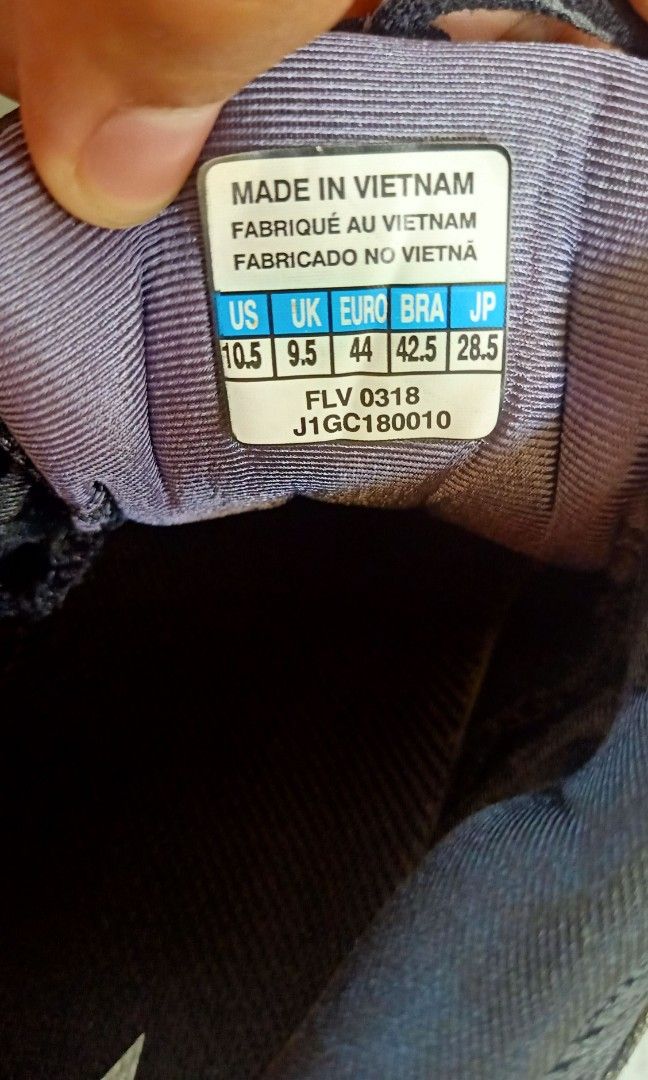 MADE IN VIETNAM
FABRIQUÉ AU VIETNAM
FABRICADO NO VIETNÃ
US UK EURO BRA JP
10.5 9.5 44 42.5 28.5
FLV 0318
J1GC180010